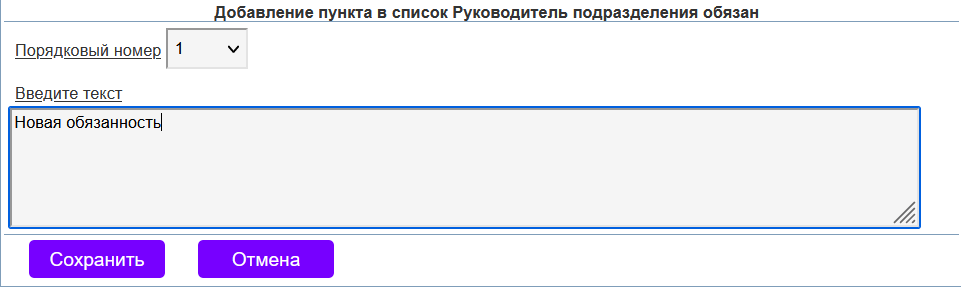 Добавление пункта в список Руководитель подразделения обязан
Порядковый номер 1
Введите текст
Новая обязанность
Сохранить Отмена